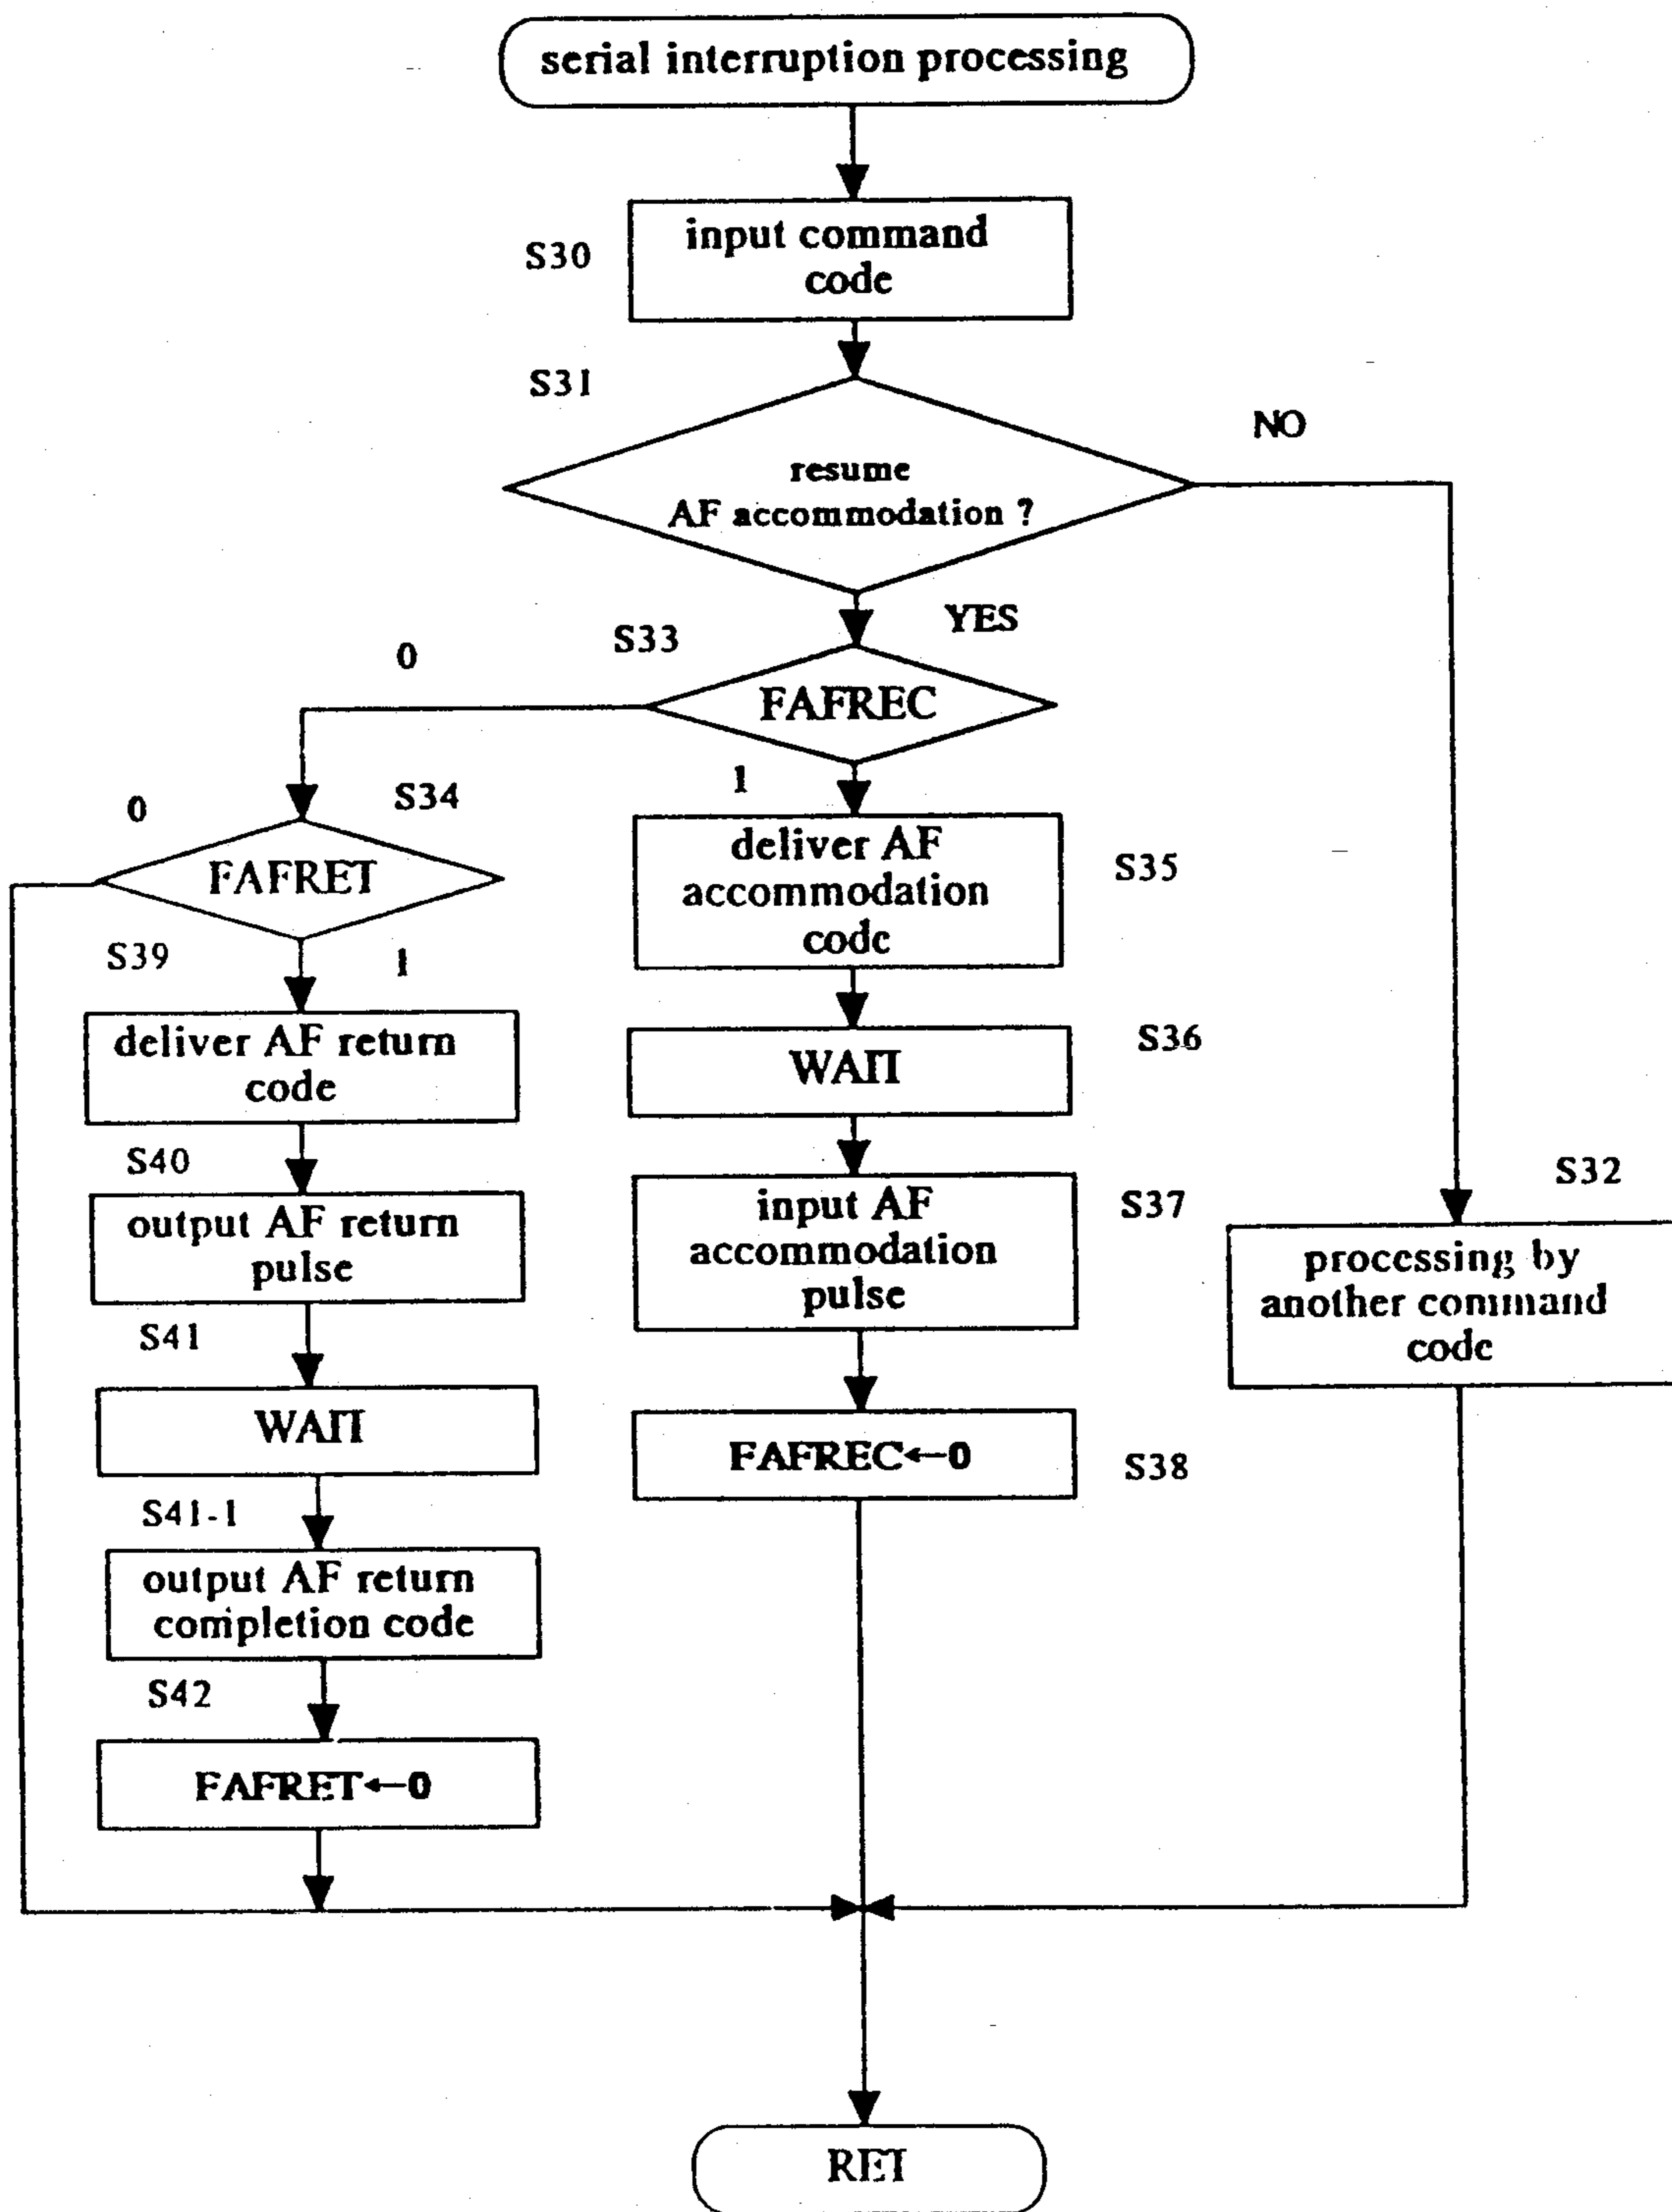 serial interruption processing
S30
input command
code
S31
NO
resume
AF accommodation ?
YES
S33
0
FAFREC
1
S34
0
FAFRET
deliver AF
accommodation
code
S35
S39
1
deliver AF return
code
WAIT
S36
S40
output AF return
pulse
input AF
accommodation
pulse
S37
S32
processing by
another command
code
S41
WAIT
FAFREC←0
S38
S41-1
output AF return
completion code
S42
FAFRET←0
RET